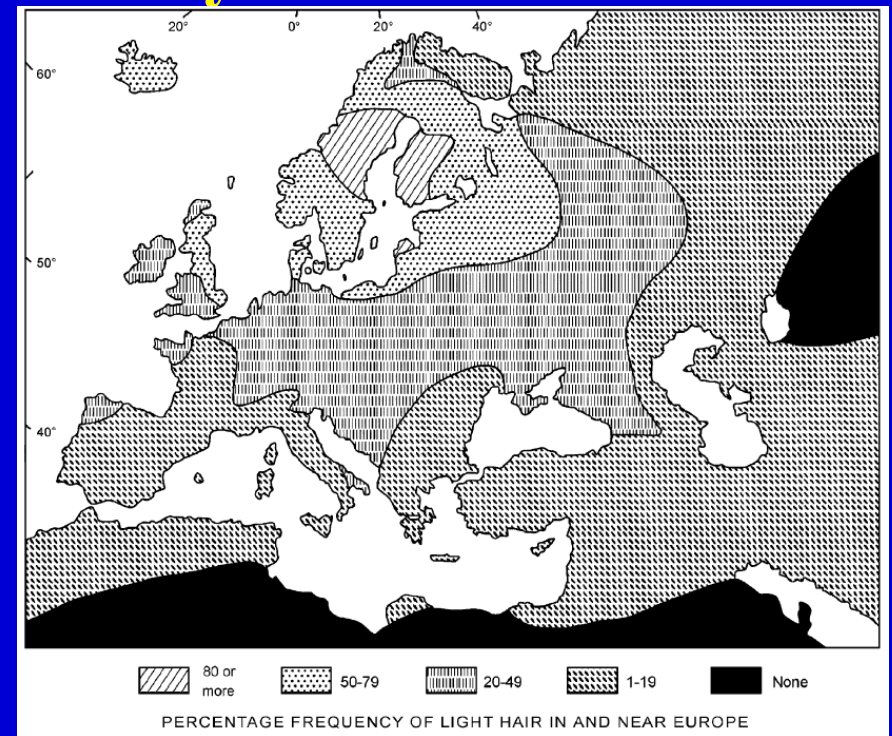 20° 0° 20° 40°
60°
50°
40°
80 or
more
50-79
20-49
1-19
None
PERCENTAGE FREQUENCY OF LIGHT HAIR IN AND NEAR EUROPE